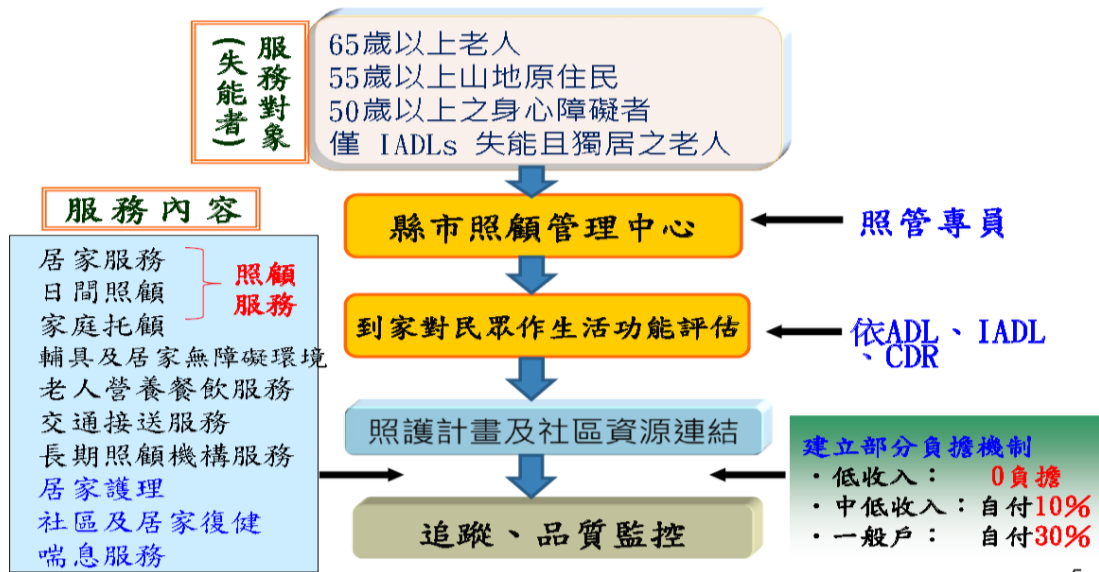 服務對象
(失能者)
65歲以上老人
55歲以上山地原住民
50歲以上之身心障礙者
僅 IADLs 失能且獨居之老人
縣市照顧管理中心
照管專員
到家對民眾作生活功能評估
依ADL、IADL
、CDR
照護計畫及社區資源連結
追蹤、品質監控
服務內容
居家服務
日間照顧
家庭托顧
照顧
服務
輔具及居家無障礙環境
老人營養餐飲服務
交通接送服務
長期照顧機構服務
居家護理
社區及居家復健
喘息服務
建立部分負擔機制
・低收入： 0負擔
・中低收入：自付10%
・一般戶： 自付30%